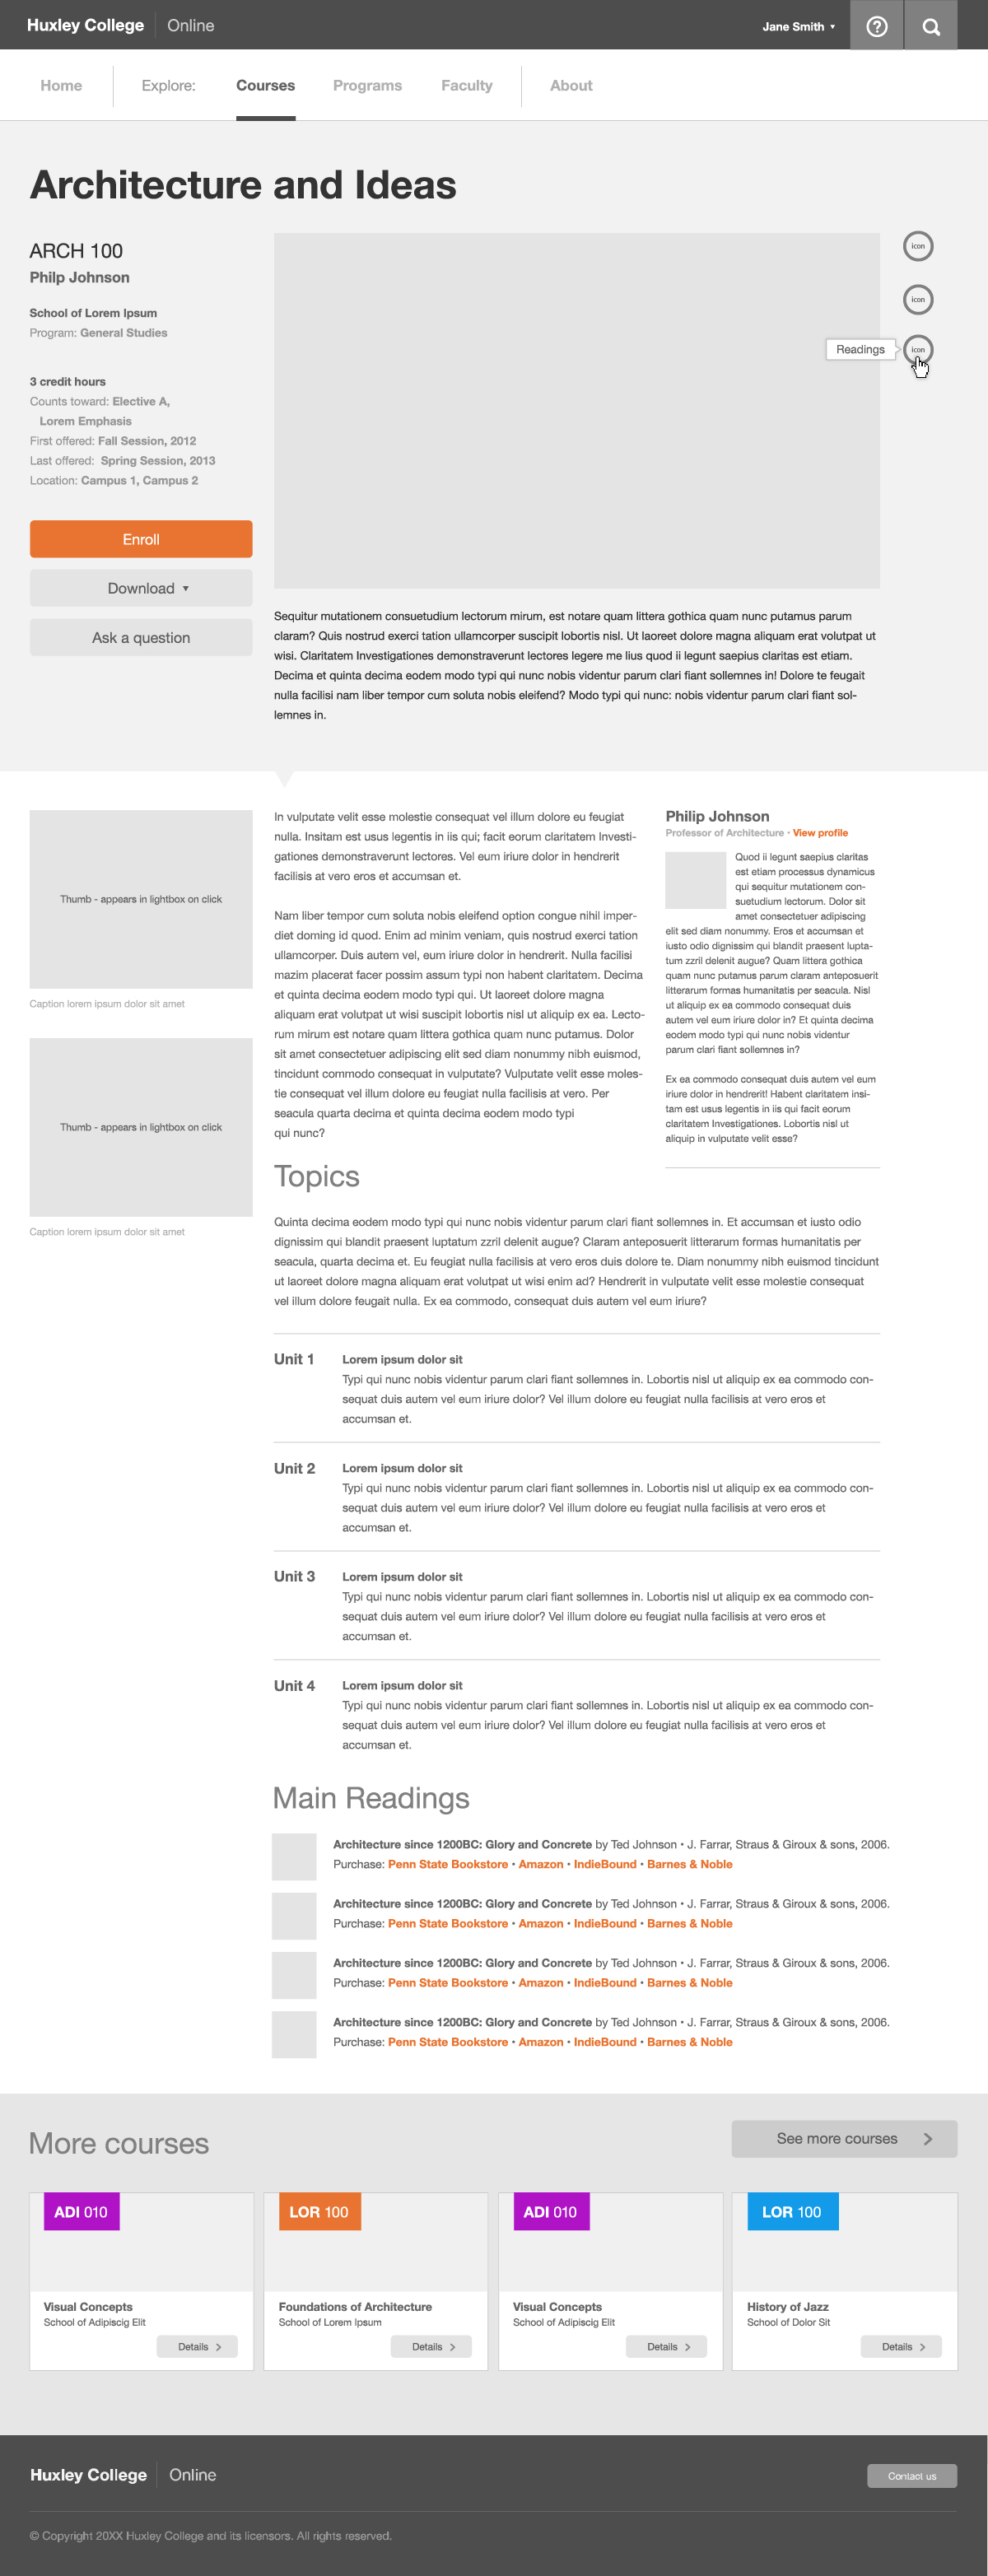 Huxley College Online
Jane Smith ▾
?
Home Explore: Courses Programs Faculty About
Architecture and Ideas
ARCH 100
Philp Johnson
School of Lorem Ipsum
Program: General Studies
3 credit hours
Counts toward: Elective A,
Lorem Emphasis
First offered: Fall Session, 2012
Last offered: Spring Session, 2013
Location: Campus 1, Campus 2
Enroll
Download ▾
Ask a question
icon
icon
Readings
icon
Sequitur mutationem consuetudium lectorum mirum, est notare quam littera gothica quam nunc putamus parum
claram? Quis nostrud exerci tation ullamcorper suscipit lobortis nisl. Ut laoreet dolore magna aliquam erat volutpat ut
wisi. Claritatem Investigationes demonstraverunt lectores legere me lius quod ii legunt saepius claritas est etiam.
Decima et quinta decima eodem modo typi qui nunc nobis videntur parum clari fiant sollemnes in! Dolore te feugait
nulla facilisi nam liber tempor cum soluta nobis eleifend? Modo typi qui nunc: nobis videntur parum clari fiant sol-
lemnes in.
Thumb - appears in lightbox on click
Caption lorem ipsum dolor sit amet
Thumb - appears in lightbox on click
Caption lorem ipsum dolor sit amet
In vulputate velit esse molestie consequat vel illum dolore eu feugiat
nulla. Insitam est usus legentis in iis qui; facit eorum claritatem Investi-
gationes demonstraverunt lectores. Vel eum iriure dolor in hendrerit
facilisis at vero eros et accumsan et.
Nam liber tempor cum soluta nobis eleifend option congue nihil imper-
diet doming id quod. Enim ad minim veniam, quis nostrud exerci tation
ullamcorper. Duis autem vel, eum iriure dolor in hendrerit. Nulla facilisi
mazim placerat facer possim assum typi non habent claritatem. Decima
et quinta decima eodem modo typi qui. Ut laoreet dolore magna
aliquam erat volutpat ut wisi suscipit lobortis nisl ut aliquip ex ea. Lecto-
rum mirum est notare quam littera gothica quam nunc putamus. Dolor
sit amet consectetuer adipiscing elit sed diam nonummy nibh euismod,
tincidunt commodo consequat in vulputate? Vulputate velit esse moles-
tie consequat vel illum dolore eu feugiat nulla facilisis at vero. Per
seacula quarta decima et quinta decima eodem modo typi
qui nunc?
Philip Johnson
Professor of Architecture • View profile
Quod ii legunt saepius claritas
est etiam processus dynamicus
qui sequitur mutationem con-
suetudium lectorum. Dolor sit
amet consectetuer adipiscing
elit sed diam nonummy. Eros et accumsan et
iusto odio dignissim qui blandit praesent lupta-
tum zzril delenit augue? Quam littera gothica
quam nunc putamus parum claram anteposuerit
litterarum formas humanitatis per seacula. Nisl
ut aliquip ex ea commodo consequat duis
autem vel eum iriure dolor in? Et quinta decima
eodem modo typi qui nunc nobis videntur
parum clari fiant sollemnes in?
Ex ea commodo consequat duis autem vel eum
iriure dolor in hendrerit! Habent claritatem insi-
tam est usus legentis in iis qui facit eorum
claritatem Investigationes. Lobortis nisl ut
aliquip in vulputate velit esse?
Topics
Quinta decima eodem modo typi qui nunc nobis videntur parum clari fiant sollemnes in. Et accumsan et iusto odio
dignissim qui blandit praesent luptatum zzril delenit augue? Claram anteposuerit litterarum formas humanitatis per
seacula, quarta decima et. Eu feugiat nulla facilisis at vero eros duis dolore te. Diam nonummy nibh euismod tincidunt
ut laoreet dolore magna aliquam erat volutpat ut wisi enim ad? Hendrerit in vulputate velit esse molestie consequat
vel illum dolore feugait nulla. Ex ea commodo, consequat duis autem vel eum iriure?
Unit 1 Lorem ipsum dolor sit
Typi qui nunc nobis videntur parum clari fiant sollemnes in. Lobortis nisl ut aliquip ex ea commodo con-
sequat duis autem vel eum iriure dolor? Vel illum dolore eu feugiat nulla facilisis at vero eros et
accumsan et.
Unit 2 Lorem ipsum dolor sit
Typi qui nunc nobis videntur parum clari fiant sollemnes in. Lobortis nisl ut aliquip ex ea commodo con-
sequat duis autem vel eum iriure dolor? Vel illum dolore eu feugiat nulla facilisis at vero eros et
accumsan et.
Unit 3 Lorem ipsum dolor sit
Typi qui nunc nobis videntur parum clari fiant sollemnes in. Lobortis nisl ut aliquip ex ea commodo con-
sequat duis autem vel eum iriure dolor? Vel illum dolore eu feugiat nulla facilisis at vero eros et
accumsan et.
Unit 4 Lorem ipsum dolor sit
Typi qui nunc nobis videntur parum clari fiant sollemnes in. Lobortis nisl ut aliquip ex ea commodo con-
sequat duis autem vel eum iriure dolor? Vel illum dolore eu feugiat nulla facilisis at vero eros et
accumsan et.
Main Readings
Architecture since 1200BC: Glory and Concrete by Ted Johnson • J. Farrar, Straus & Giroux & sons, 2006.
Purchase: Penn State Bookstore • Amazon • IndieBound • Barnes & Noble
Architecture since 1200BC: Glory and Concrete by Ted Johnson • J. Farrar, Straus & Giroux & sons, 2006.
Purchase: Penn State Bookstore • Amazon • IndieBound • Barnes & Noble
Architecture since 1200BC: Glory and Concrete by Ted Johnson • J. Farrar, Straus & Giroux & sons, 2006.
Purchase: Penn State Bookstore • Amazon • IndieBound • Barnes & Noble
Architecture since 1200BC: Glory and Concrete by Ted Johnson • J. Farrar, Straus & Giroux & sons, 2006.
Purchase: Penn State Bookstore • Amazon • IndieBound • Barnes & Noble
More courses
See more courses
ADI 010
Visual Concepts
School of Adipiscig Elit
Details
LOR 100
Foundations of Architecture
School of Lorem Ipsum
Details
ADI 010
Visual Concepts
School of Adipiscig Elit
Details
LOR 100
History of Jazz
School of Dolor Sit
Details
Huxley College Online
Contact us
© Copyright 20XX Huxley College and its licensors. All rights reserved.